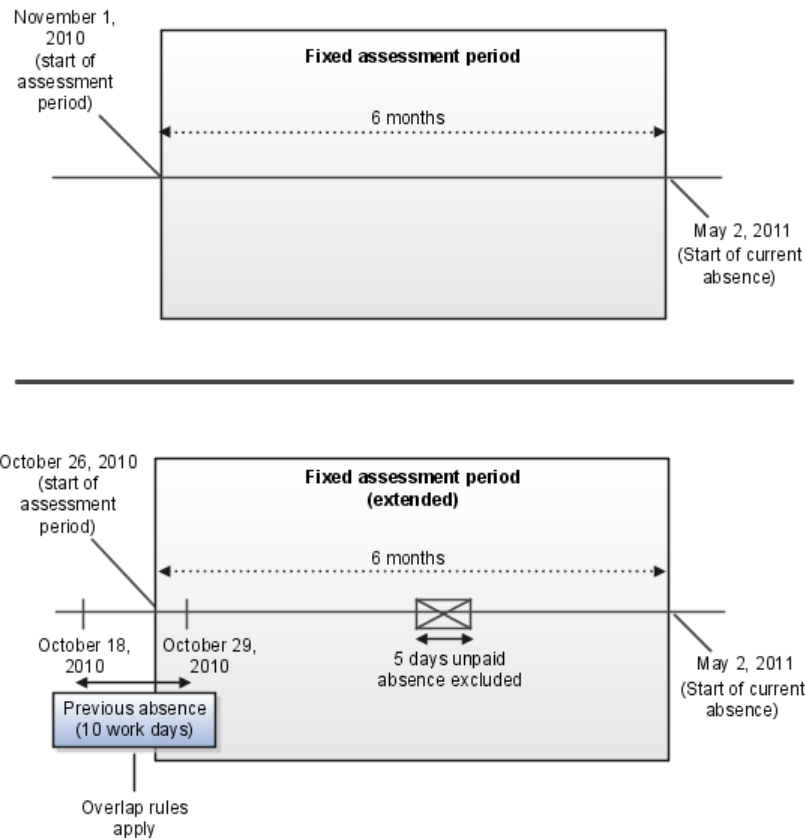 November 1,
2010
(start of
assessment
period)
Fixed assessment period
6 months
May 2, 2011
(Start of current
absence)
October 26, 2010
(start of
assessment
period)
Fixed assessment period
(extended)
6 months
October 18,
2010
October 29,
2010
5 days unpaid
absence excluded
May 2, 2011
(Start of current
absence)
Previous absence
(10 work days)
Overlap rules
apply